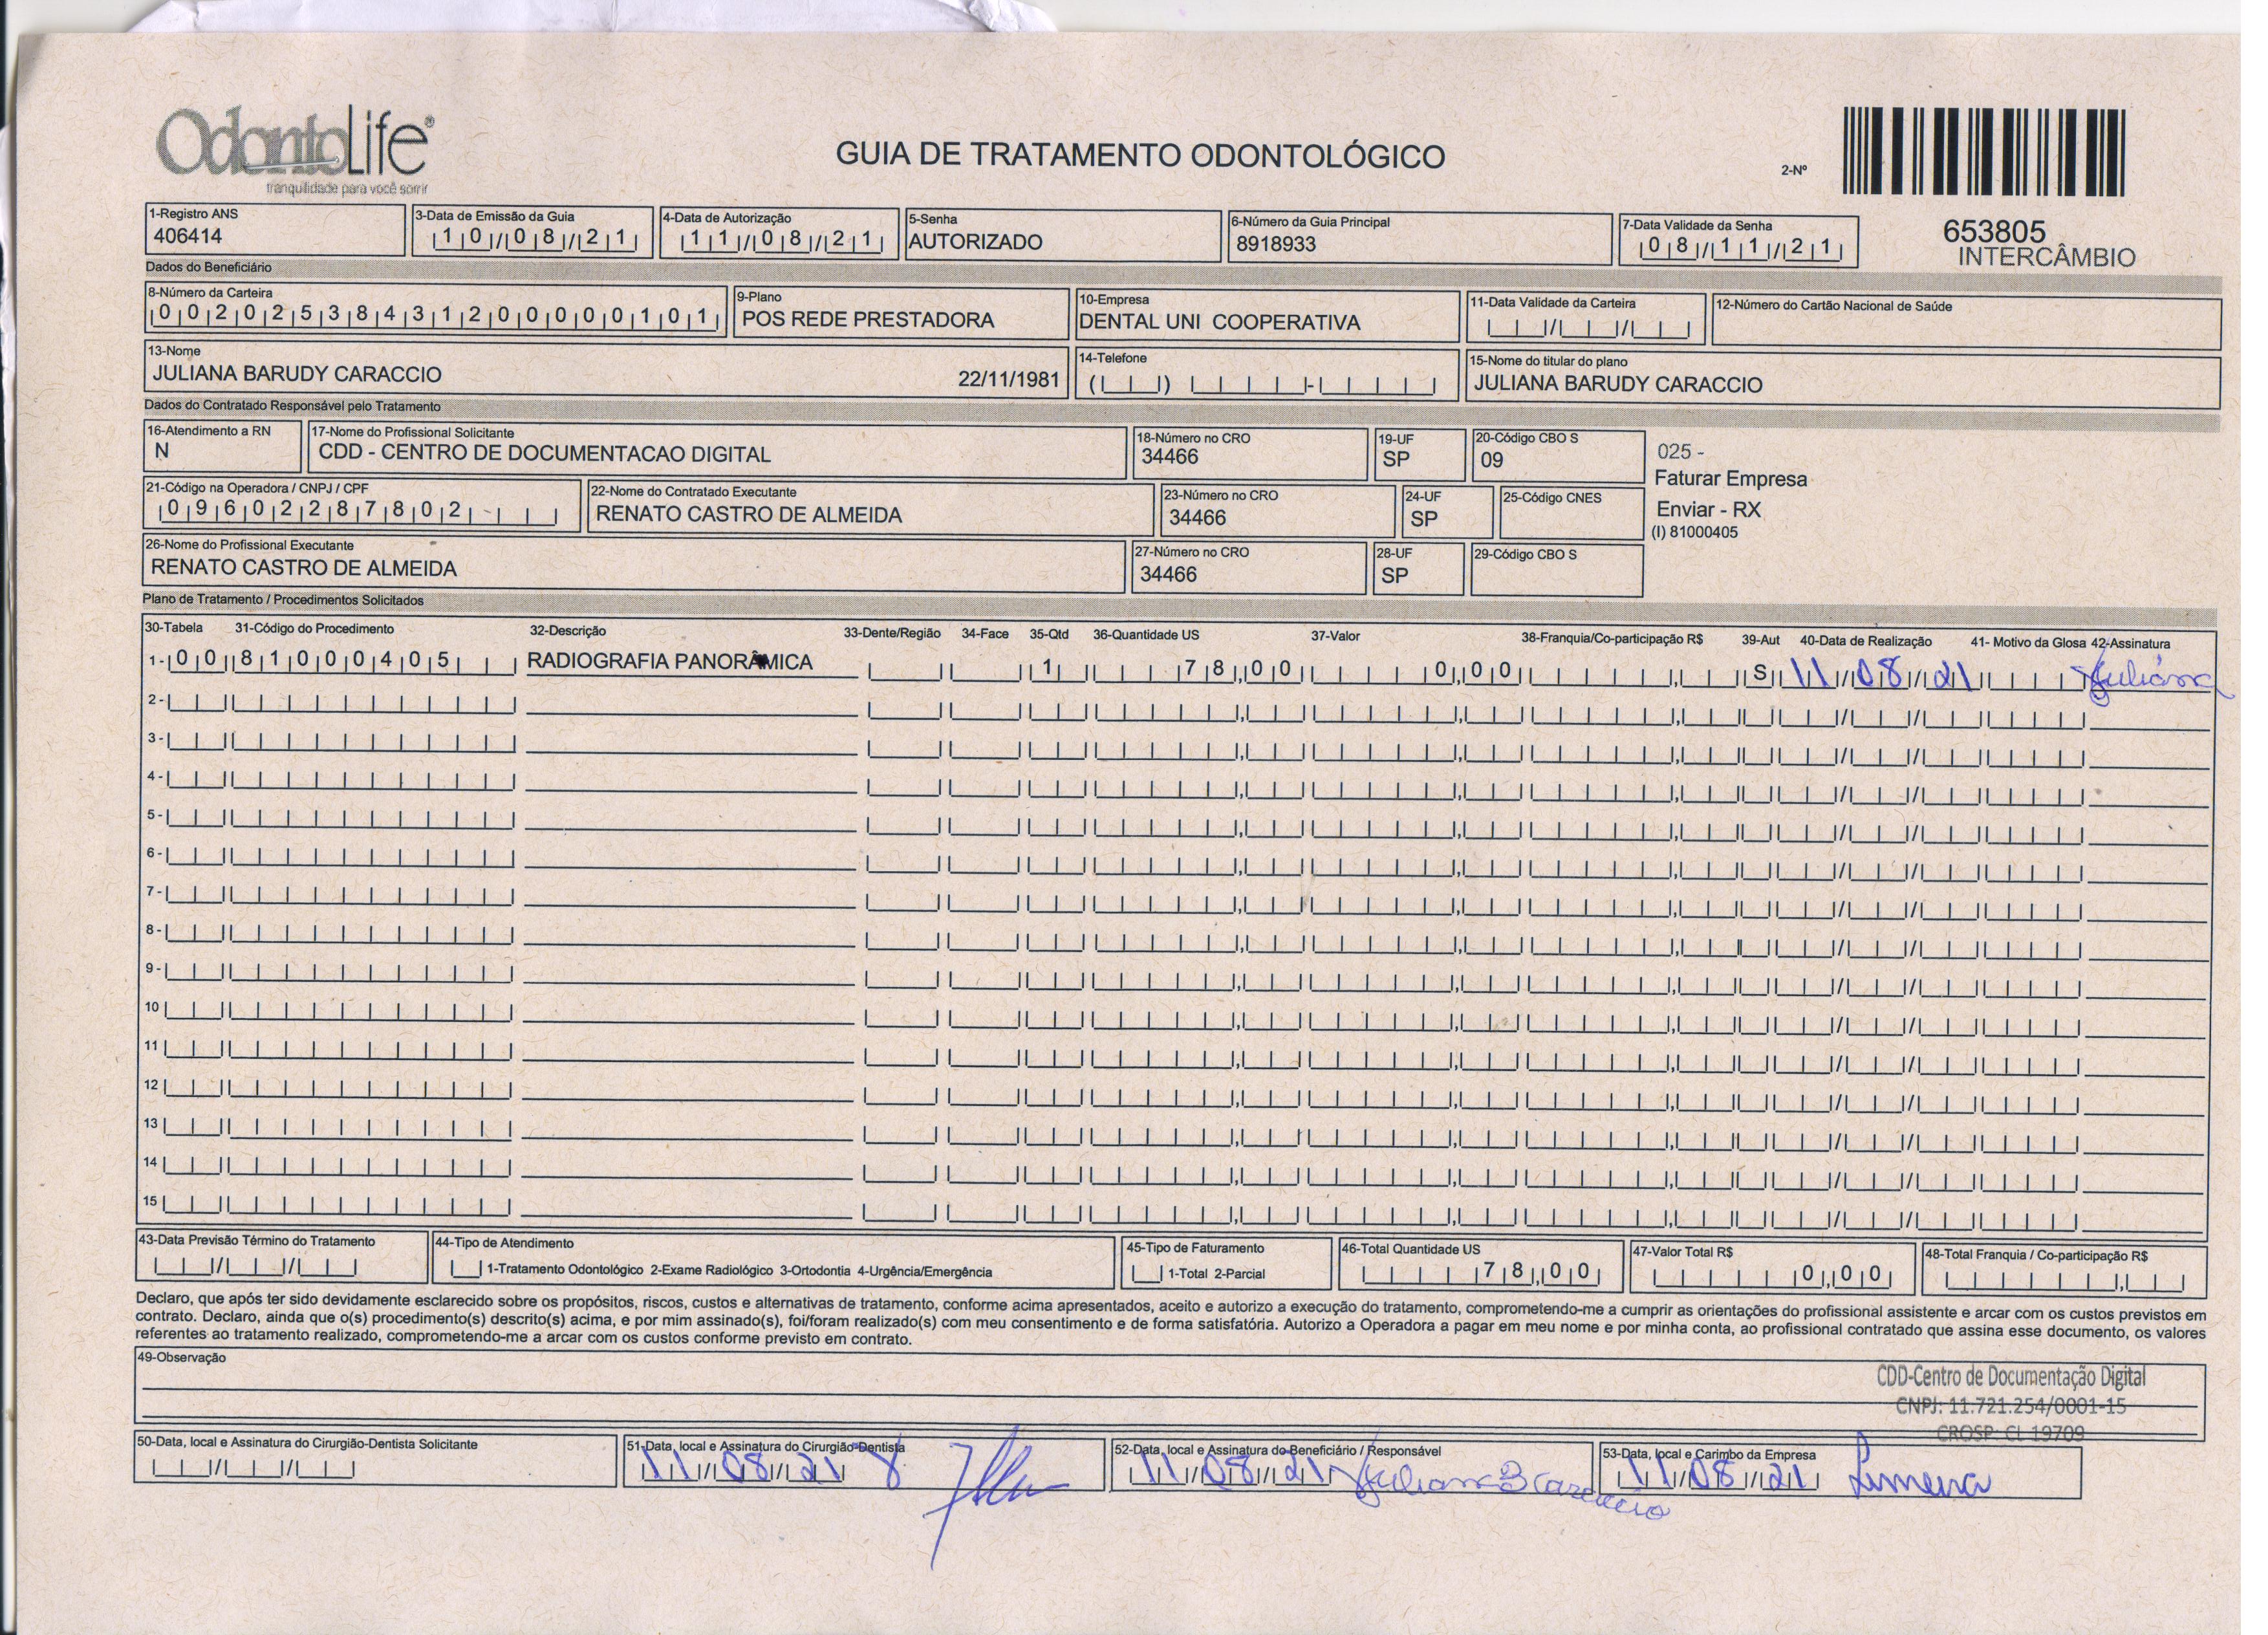 OdontoLife®
tranquilidade para você sorrir
GUIA DE TRATAMENTO ODONTOLÓGICO
2-Nº
653805
INTERCÂMBIO
1-Registro ANS
406414
3-Data de Emissão da Guia
10/08/21
4-Data de Autorização
11/08/21
5-Senha
AUTORIZADO
6-Número da Guia Principal
8918933
7-Data Validade da Senha
08/11/21
Dados do Beneficiário
8-Número da Carteira
00202538431200000101
9-Plano
POS REDE PRESTADORA
10-Empresa
DENTAL UNI COOPERATIVA
11-Data Validade da Carteira
12-Número do Cartão Nacional de Saúde
13-Nome
JULIANA BARUDY CARACCIO 22/11/1981
14-Telefone
15-Nome do titular do plano
JULIANA BARUDY CARACCIO
Dados do Contratado Responsável pelo Tratamento
16-Atendimento a RN
N
17-Nome do Profissional Solicitante
CDD - CENTRO DE DOCUMENTACAO DIGITAL
18-Número no CRO
34466
19-UF
SP
20-Código CBO S
09
025 -
Faturar Empresa
Enviar - RX
(I) 81000405
21-Código na Operadora / CNPJ / CPF
09602287802
22-Nome do Contratado Executante
RENATO CASTRO DE ALMEIDA
23-Número no CRO
34466
24-UF
SP
25-Código CNES
26-Nome do Profissional Executante
RENATO CASTRO DE ALMEIDA
27-Número no CRO
34466
28-UF
SP
29-Código CBO S
Plano de Tratamento / Procedimentos Solicitados
30-Tabela 31-Código do Procedimento 32-Descrição 33-Dente/Região 34-Face 35-Qtd 36-Quantidade US 37-Valor 38-Franquia/Co-participação R$ 39-Aut 40-Data de Realização 41- Motivo da Glosa 42-Assinatura
1- 00 81000405 RADIOGRAFIA PANORÂMICA 1 78,00 0,00 S 11/08/21 Juliana
2-
3-
4-
5-
6-
7-
8-
9-
10
11
12
13
14
15
43-Data Previsão Término do Tratamento
44-Tipo de Atendimento
1-Tratamento Odontológico 2-Exame Radiológico 3-Ortodontia 4-Urgência/Emergência
45-Tipo de Faturamento
1-Total 2-Parcial
46-Total Quantidade US
78,00
47-Valor Total R$
0,00
48-Total Franquia / Co-participação R$
Declaro, que após ter sido devidamente esclarecido sobre os propósitos, riscos, custos e alternativas de tratamento, conforme acima apresentados, aceito e autorizo a execução do tratamento, comprometendo-me a cumprir as orientações do profissional assistente e arcar com os custos previstos em
contrato. Declaro, ainda que o(s) procedimento(s) descrito(s) acima, e por mim assinado(s), foi/foram realizado(s) com meu consentimento e de forma satisfatória. Autorizo a Operadora a pagar em meu nome e por minha conta, ao profissional contratado que assina esse documento, os valores
referentes ao tratamento realizado, comprometendo-me a arcar com os custos conforme previsto em contrato.
49-Observação
CDD-Centro de Documentação Digital
CNPJ: 11.721.254/0001-15
CROSP: CL 19709
50-Data, local e Assinatura do Cirurgião-Dentista Solicitante
51-Data, local e Assinatura do Cirurgião-Dentista
11/08/21
52-Data, local e Assinatura do Beneficiário / Responsável
11/08/21 Juliana B Caraccio
53-Data, local e Carimbo da Empresa
11/08/21 Limeira